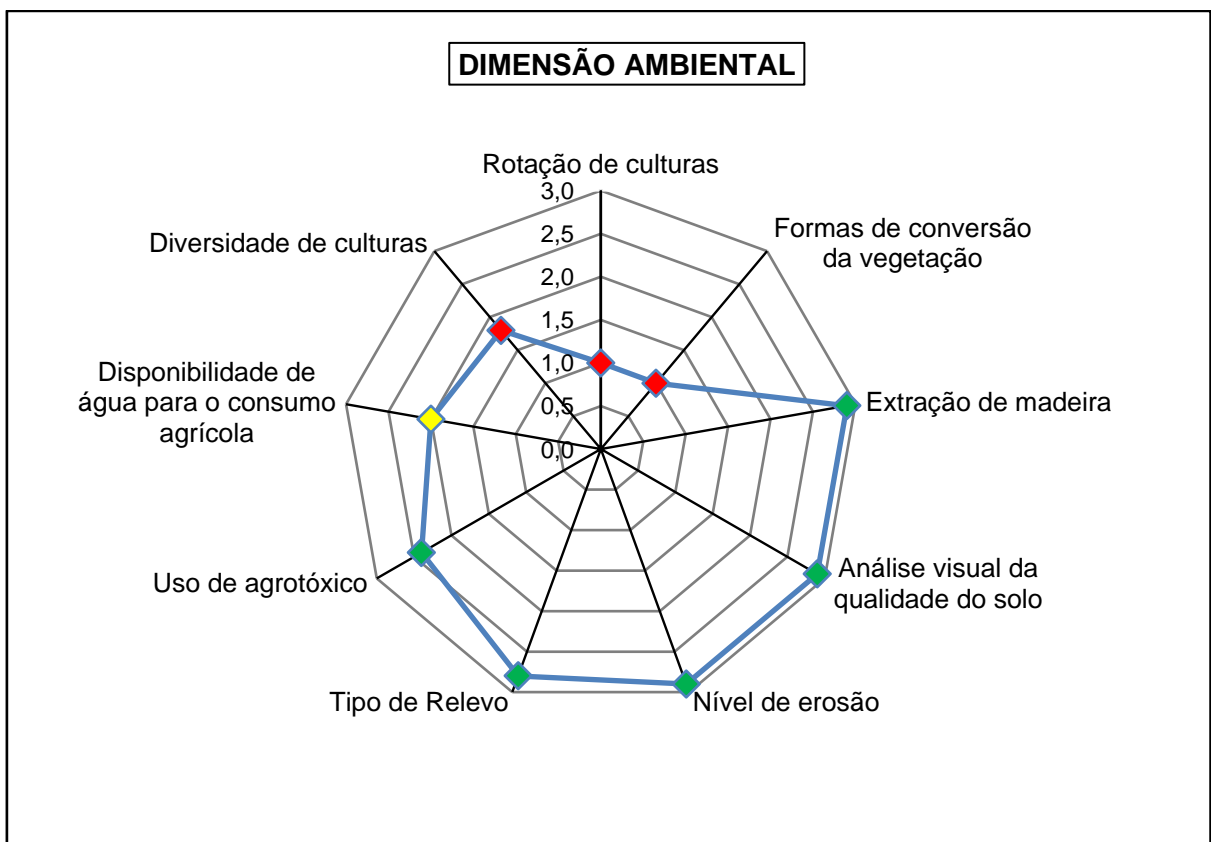 DIMENSÃO AMBIENTAL
Rotação de culturas
3,0
2,5
2,0
1,5
1,0
0,5
0,0
Formas de conversão
da vegetação
Extração de madeira
Análise visual da
qualidade do solo
Nível de erosão
Tipo de Relevo
Uso de agrotóxico
Disponibilidade de
água para o consumo
agrícola
Diversidade de culturas